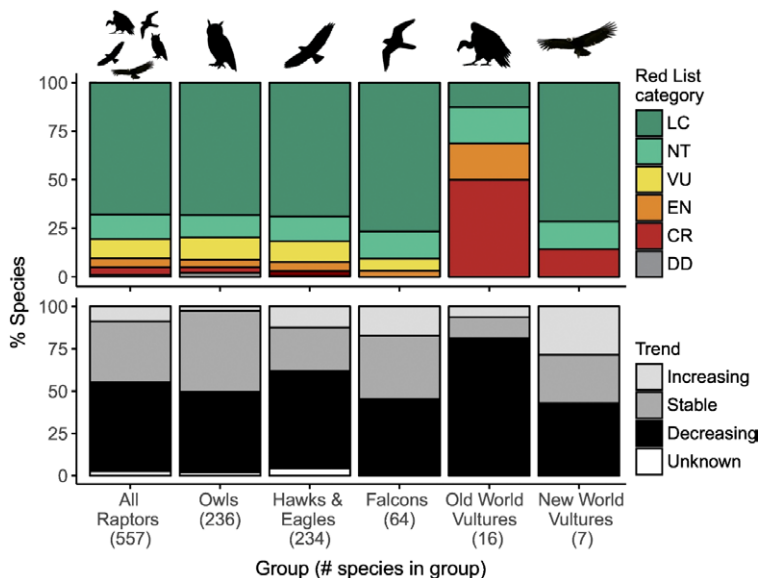 Red List
category
LC
NT
VU
EN
CR
DD
100
75
50
25
0
100
75
50
25
0
% Species
Trend
Increasing
Stable
Decreasing
Unknown
All
Raptors
(557)
Owls
(236)
Hawks &
Eagles
(234)
Falcons
(64)
Old World
Vultures
(16)
New World
Vultures
(7)
Group (# species in group)